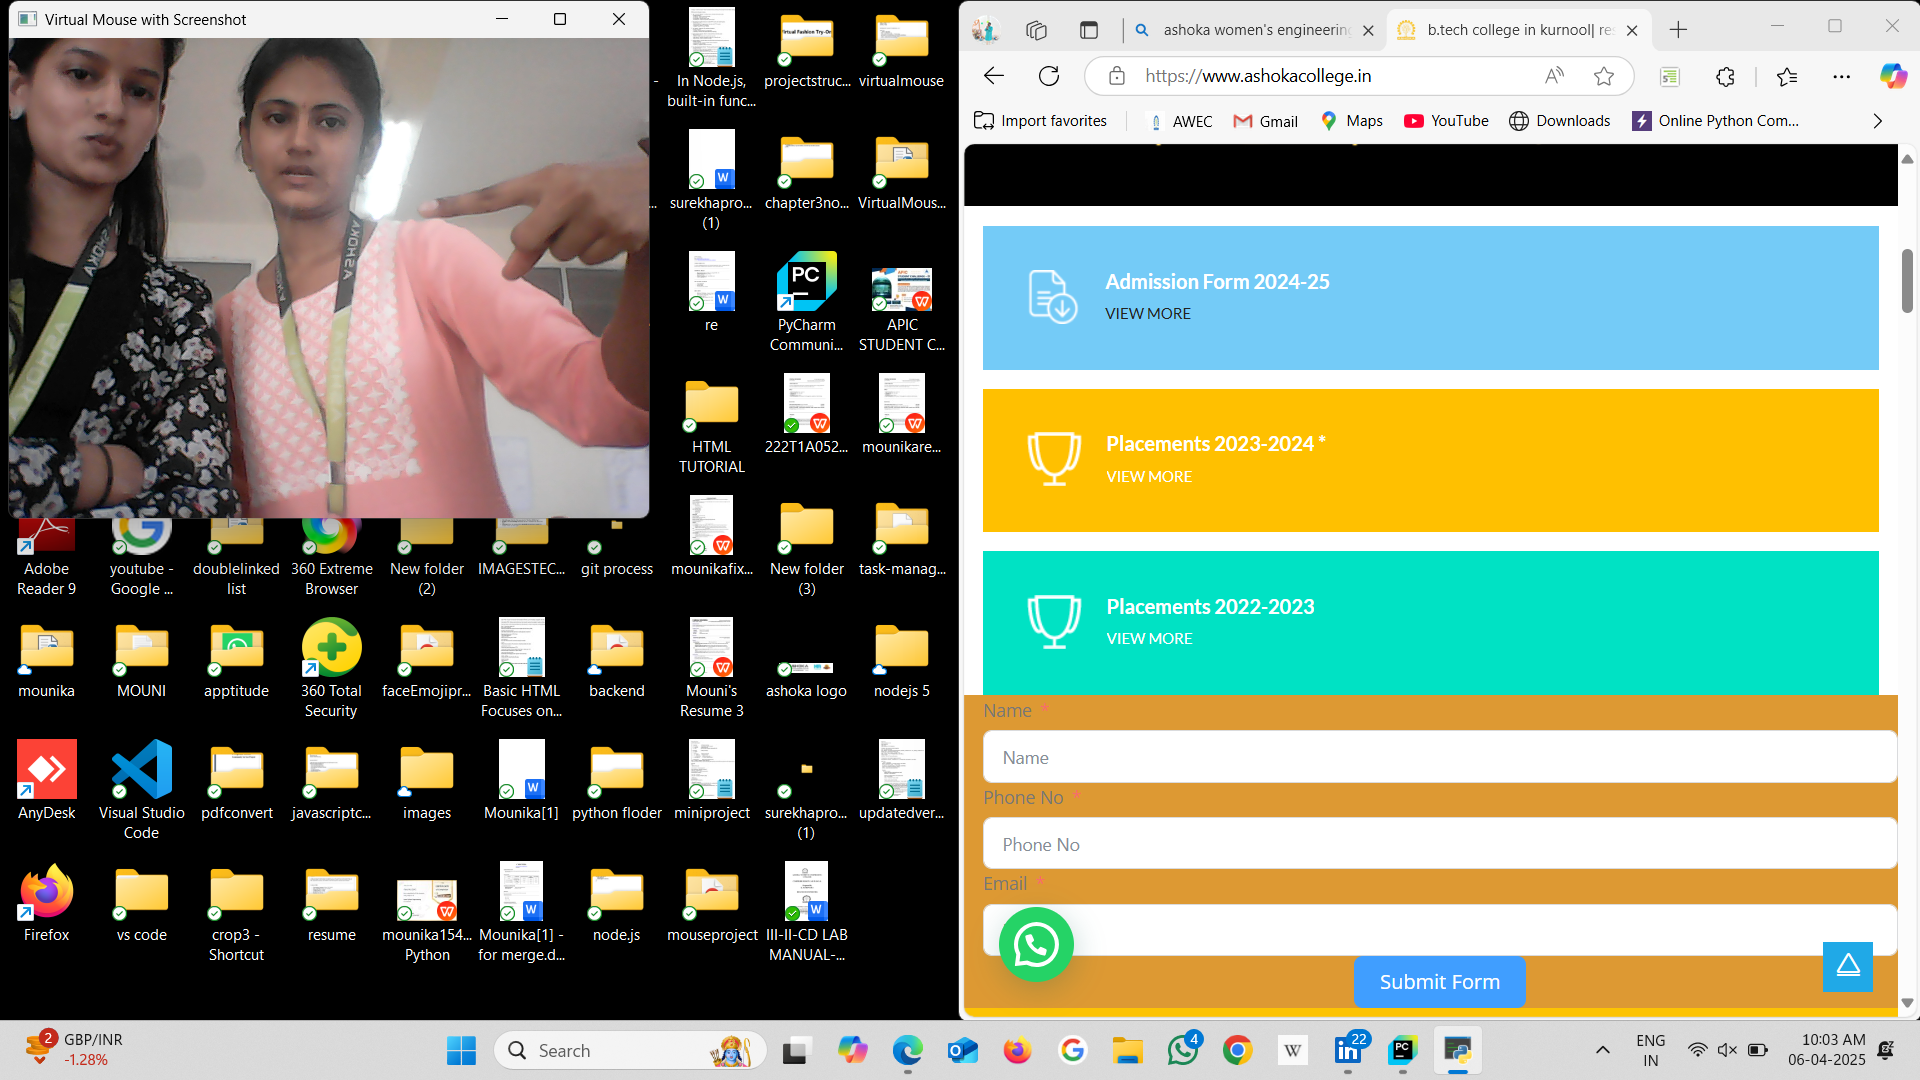 Virtual Mouse with Screenshot
In Node.js,
built-in func...
projectstruc...
virtualmouse
surekhapro...
(1)
chapter3no...
VirtualMous...
re
PyCharm
Communi...
APIC
STUDENT C...
HTML
TUTORIAL
222T1A052...
mounikare...
Adobe
Reader 9
youtube -
Google ...
doublelinked
list
360 Extreme
Browser
New folder
(2)
IMAGESTEC...
git process
mounikafix...
New folder
(3)
task-manag...
mounika
MOUNI
apptitude
360 Total
Security
faceEmojipr...
Basic HTML
Focuses on...
backend
Mouni's
Resume 3
ashoka logo
nodejs 5
AnyDesk
Visual Studio
Code
pdfconvert
javascriptc...
images
Mounika[1]
python floder
miniproject
surekhapro...
(1)
updatedver...
Firefox
vs code
crop3 -
Shortcut
resume
mounika154...
Python
Mounika[1] -
for merge.d...
node.js
mouseproject
III-II-CD LAB
MANUAL-...
ashoka women's engineering
b.tech college in kurnool| res
https://www.ashokacollege.in
Import favorites
AWEC
Gmail
Maps
YouTube
Downloads
Online Python Com...
Admission Form 2024-25
VIEW MORE
Placements 2023-2024 *
VIEW MORE
Placements 2022-2023
VIEW MORE
Name *
Name
Phone No *
Phone No
Email *
Submit Form
2
GBP/INR
-1.28%
Search
4
22
ENG
IN
10:03 AM
06-04-2025